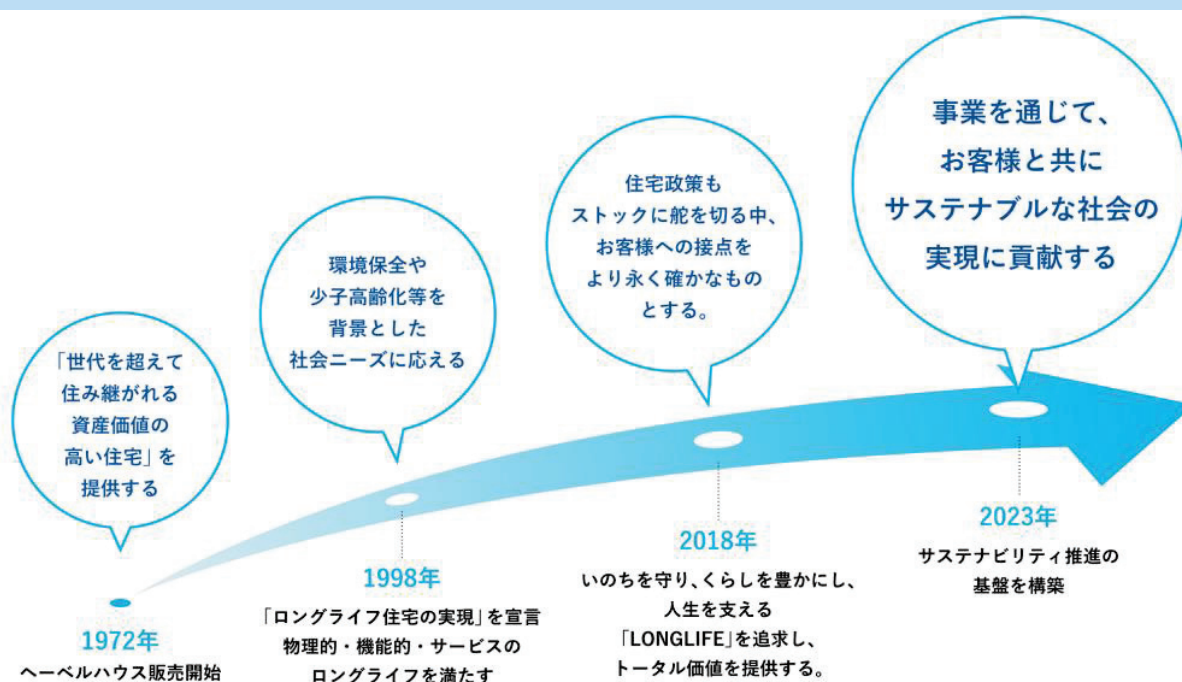 「世代を超えて
住み継がれる
資産価値の
高い住宅」を
提供する
1972年
ヘーベルハウス販売開始
環境保全や
少子高齢化等を
背景とした
社会ニーズに応える
1998年
「ロングライフ住宅の実現」を宣言
物理的・機能的・サービスの
ロングライフを満たす
住宅政策も
ストックに舵を切る中、
お客様への接点を
より永く確かなもの
とする。
2018年
いのちを守り、くらしを豊かにし、
人生を支える
「LONGLIFE」を追求し、
トータル価値を提供する。
事業を通じて、
お客様と共に
サステナブルな社会の
実現に貢献する
2023年
サステナビリティ推進の
基盤を構築